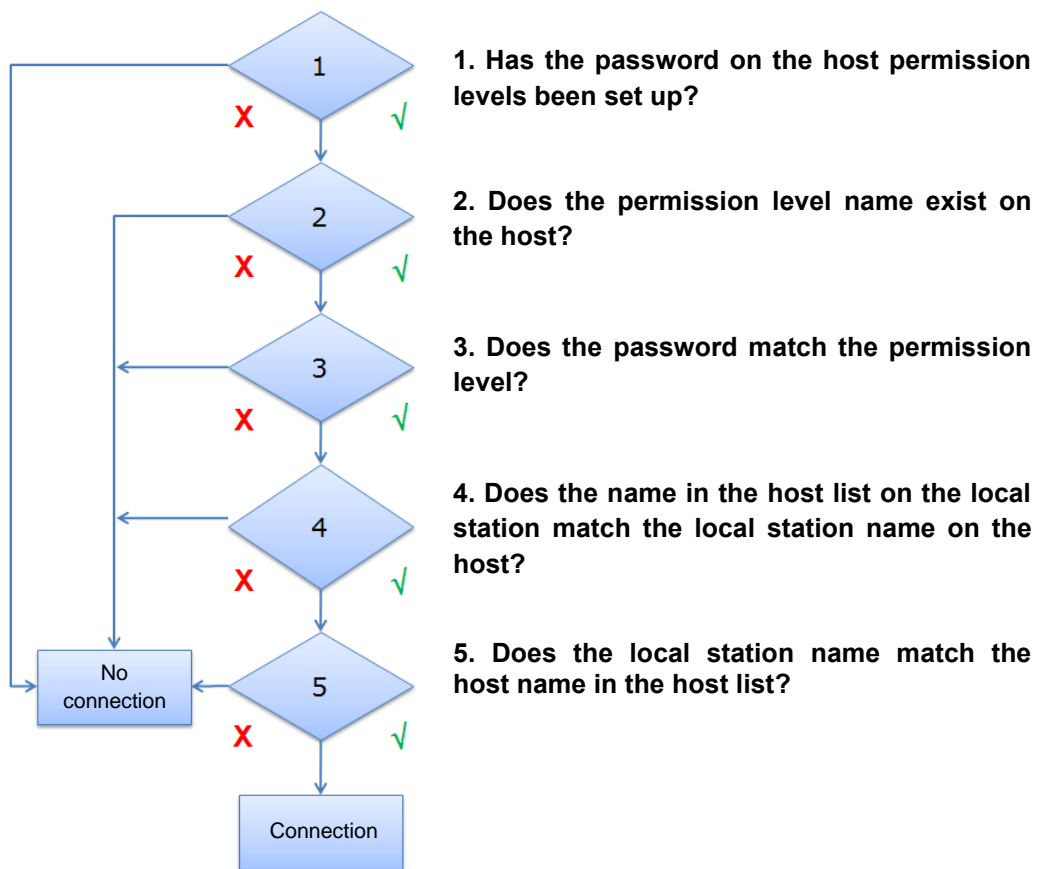 1
1. Has the password on the host permission
levels been set up?
X √
2
2. Does the permission level name exist on
the host?
X √
3
3. Does the password match the permission
level?
X √
4
4. Does the name in the host list on the local
station match the local station name on the
host?
X √
5
5. Does the local station name match the
host name in the host list?
No
connection
X √
Connection